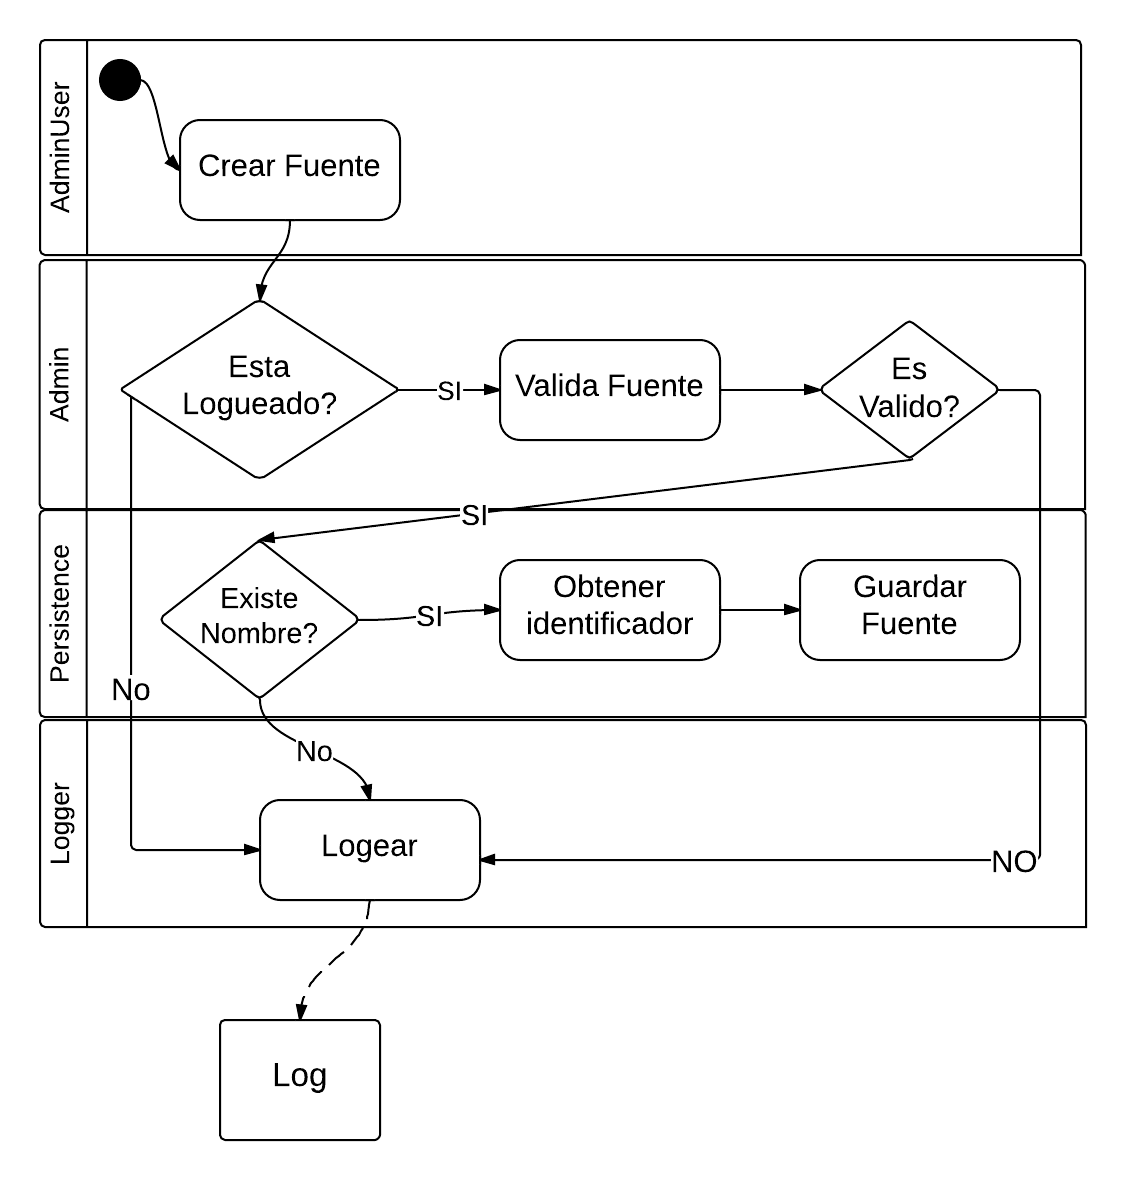 AdminUser
Crear Fuente
Admin
Esta
Logueado?
SI
Valida Fuente
Es
Valido?
SI
Persistence
Existe
Nombre?
SI
Obtener
identificador
Guardar
Fuente
No
No
Logger
Logear
NO
Log